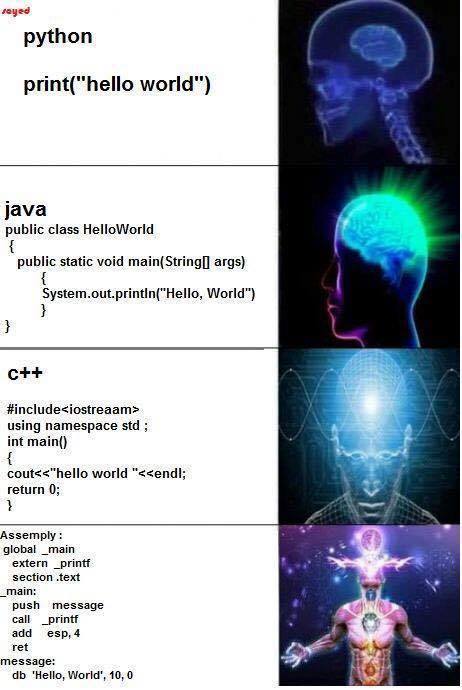 sayed
python
print("hello world")
java
public class HelloWorld
{
public static void main(String[] args)
{
System.out.println("Hello, World")
}
}
c++
#include<iostreaam>
using namespace std ;
int main()
{
cout<<"hello world "<<endl;
return 0;
}
Assemply :
global _main
extern _printf
section .text
_main:
push message
call _printf
add esp, 4
ret
message:
db 'Hello, World', 10, 0